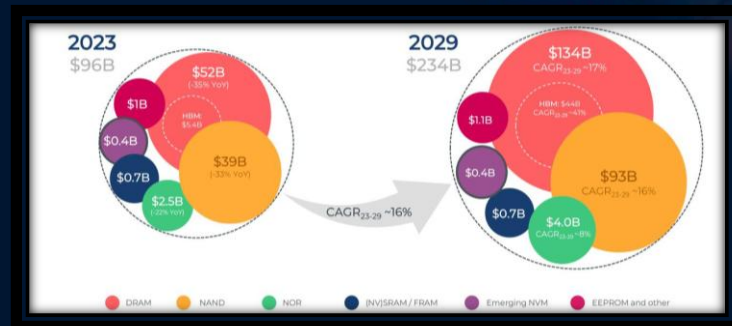 2023
$96B
$52B
(-35% YoY)
HBM:
$5.4B
$1B
$0.4B
$0.7B
$2.5B
(-22% YoY)
$39B
(-33% YoY)
CAGR23-29 ~16%
2029
$234B
$134B
CAGR23-29 ~17%
HBM: $44B
CAGR23-29 ~41%
$1.1B
$0.4B
$0.7B
$4.0B
CAGR23-29 ~8%
$93B
CAGR23-29 ~16%
DRAM
NAND
NOR
(NV)SRAM / FRAM
Emerging NVM
EEPROM and other